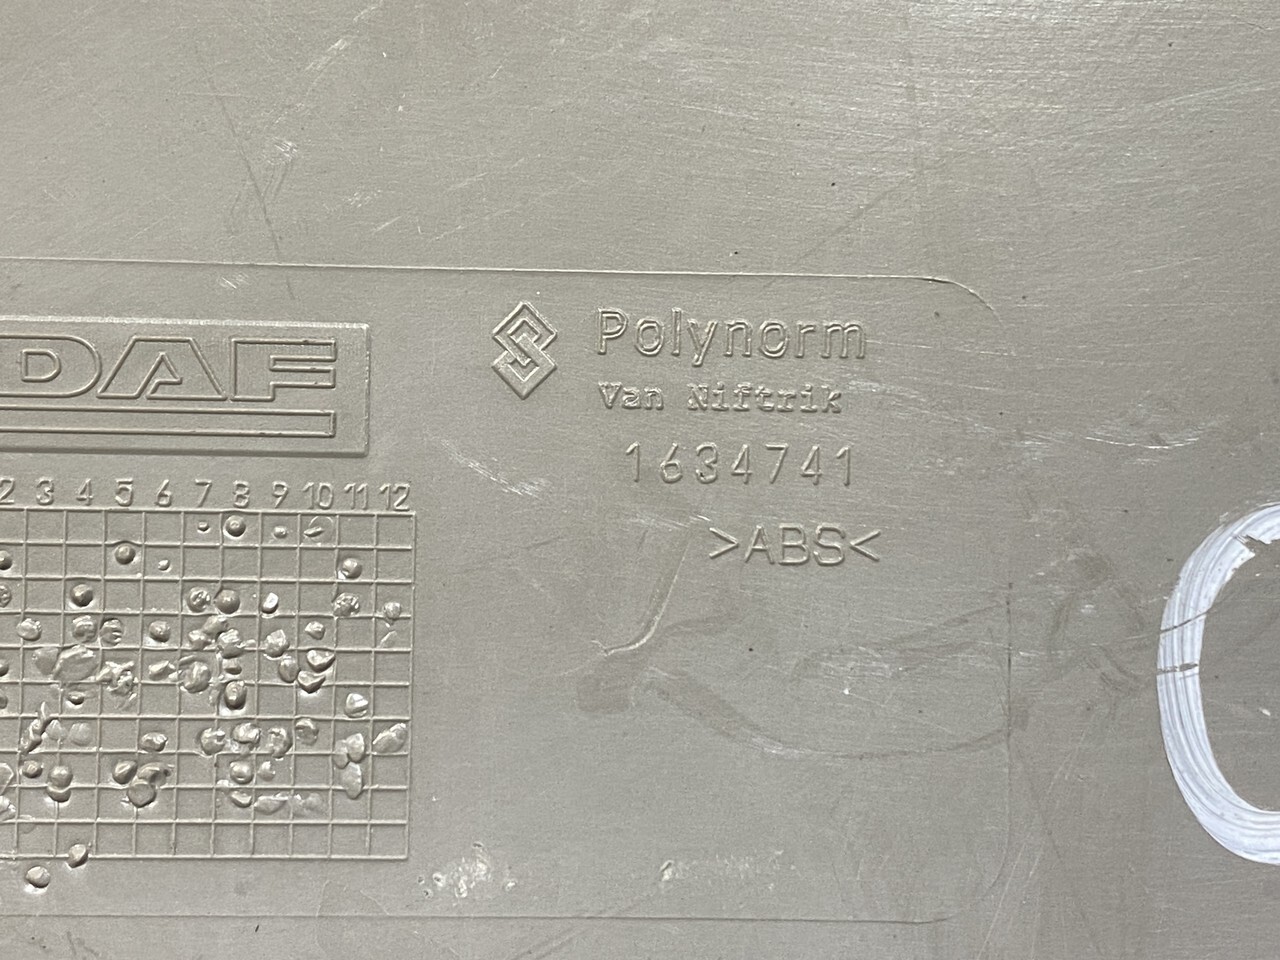 DAF
Polynorm
Van Niftrik
1634741
>ABS<
2 3 4 5 6 7 8 9 10 11 12